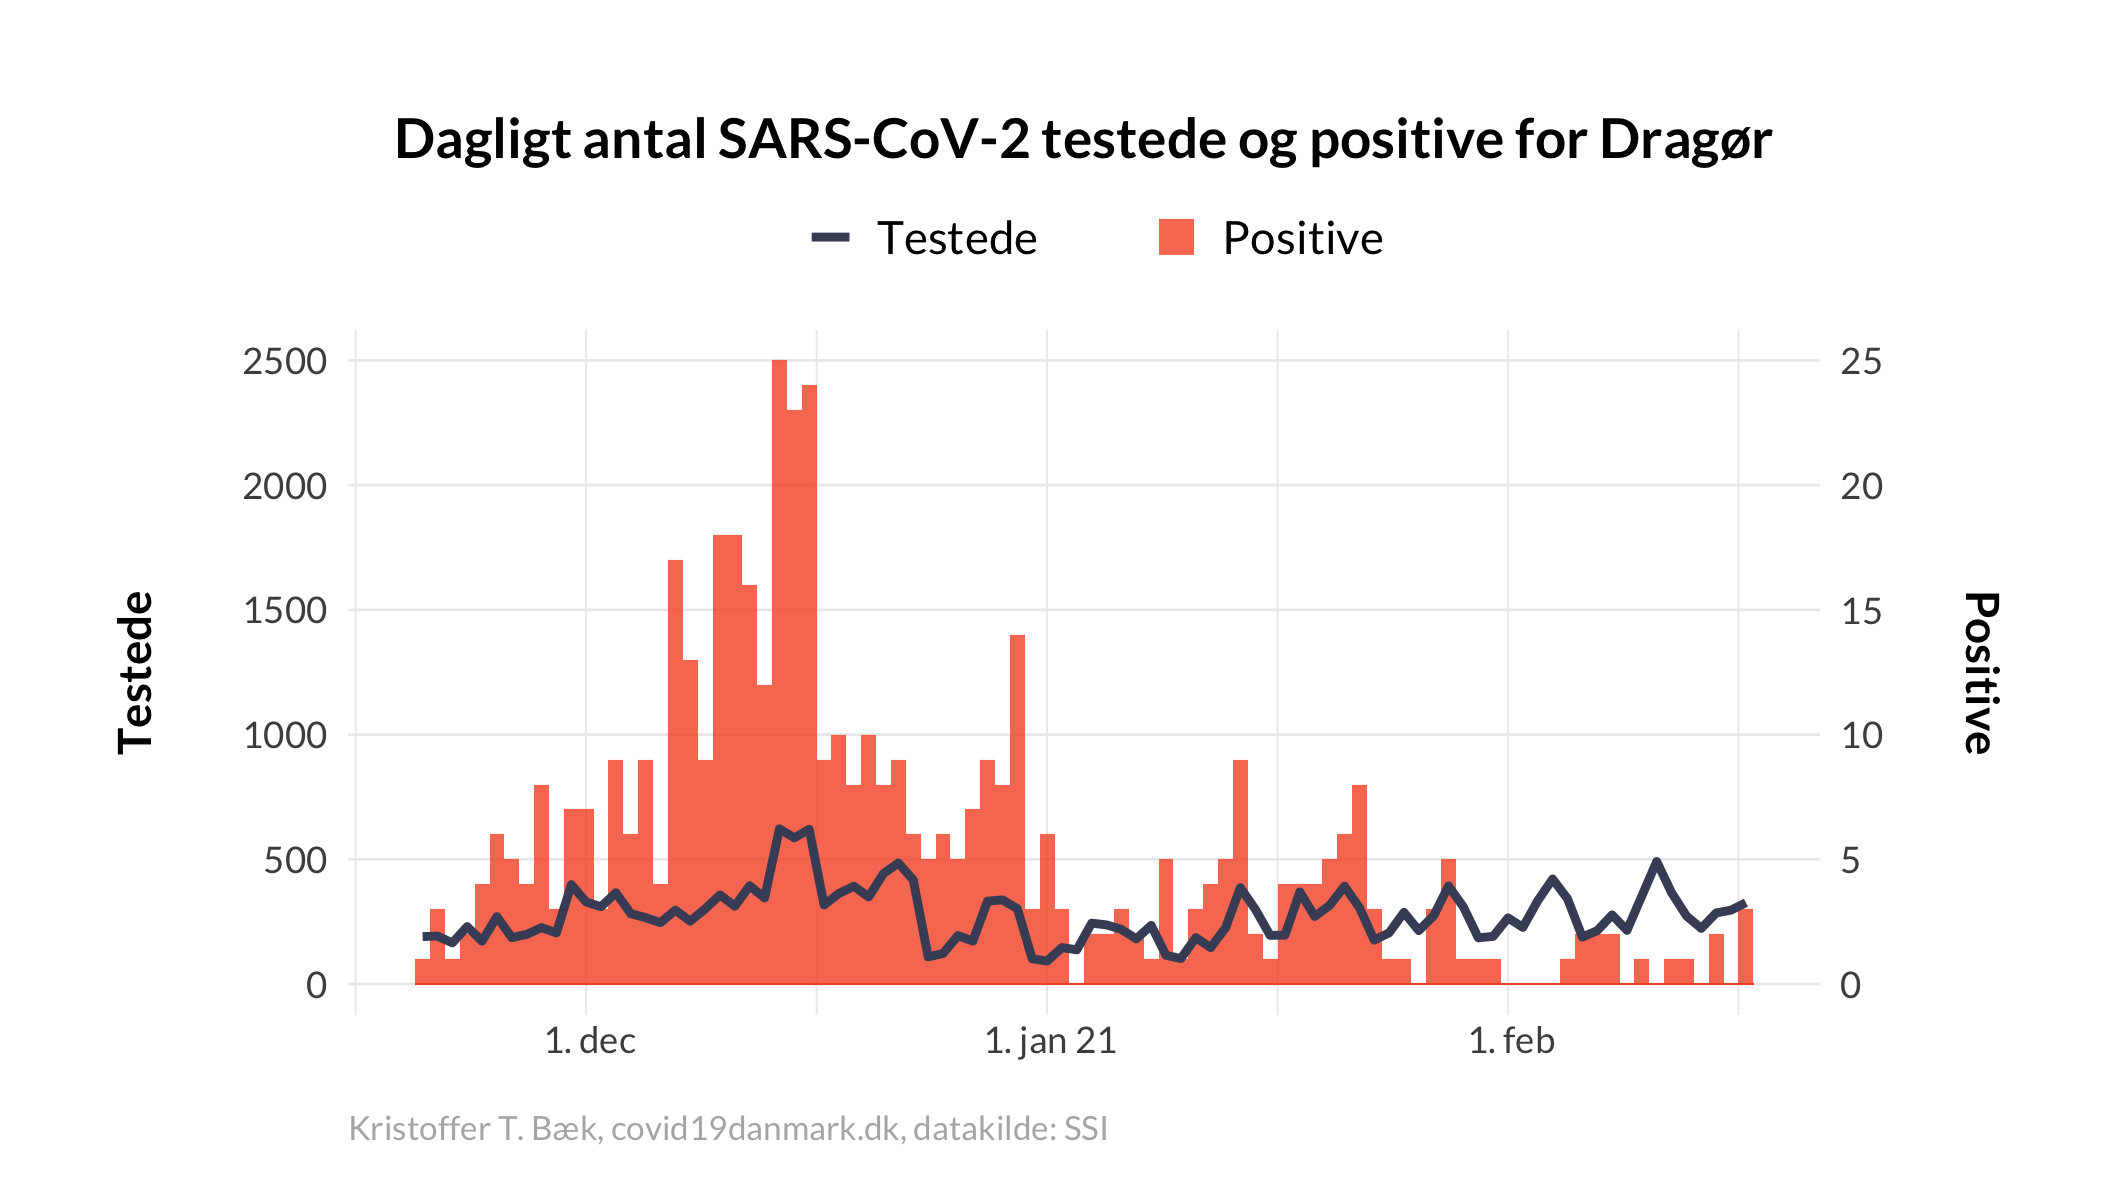 Dagligt antal SARS-CoV-2 testede og positive for Dragør
Testede
Positive
Testede
2500
2000
1500
1000
500
0
25
20
15
10
5
0
Positive
1. dec
1. jan 21
1. feb
Kristoffer T. Bæk, covid19danmark.dk, datakilde: SSI